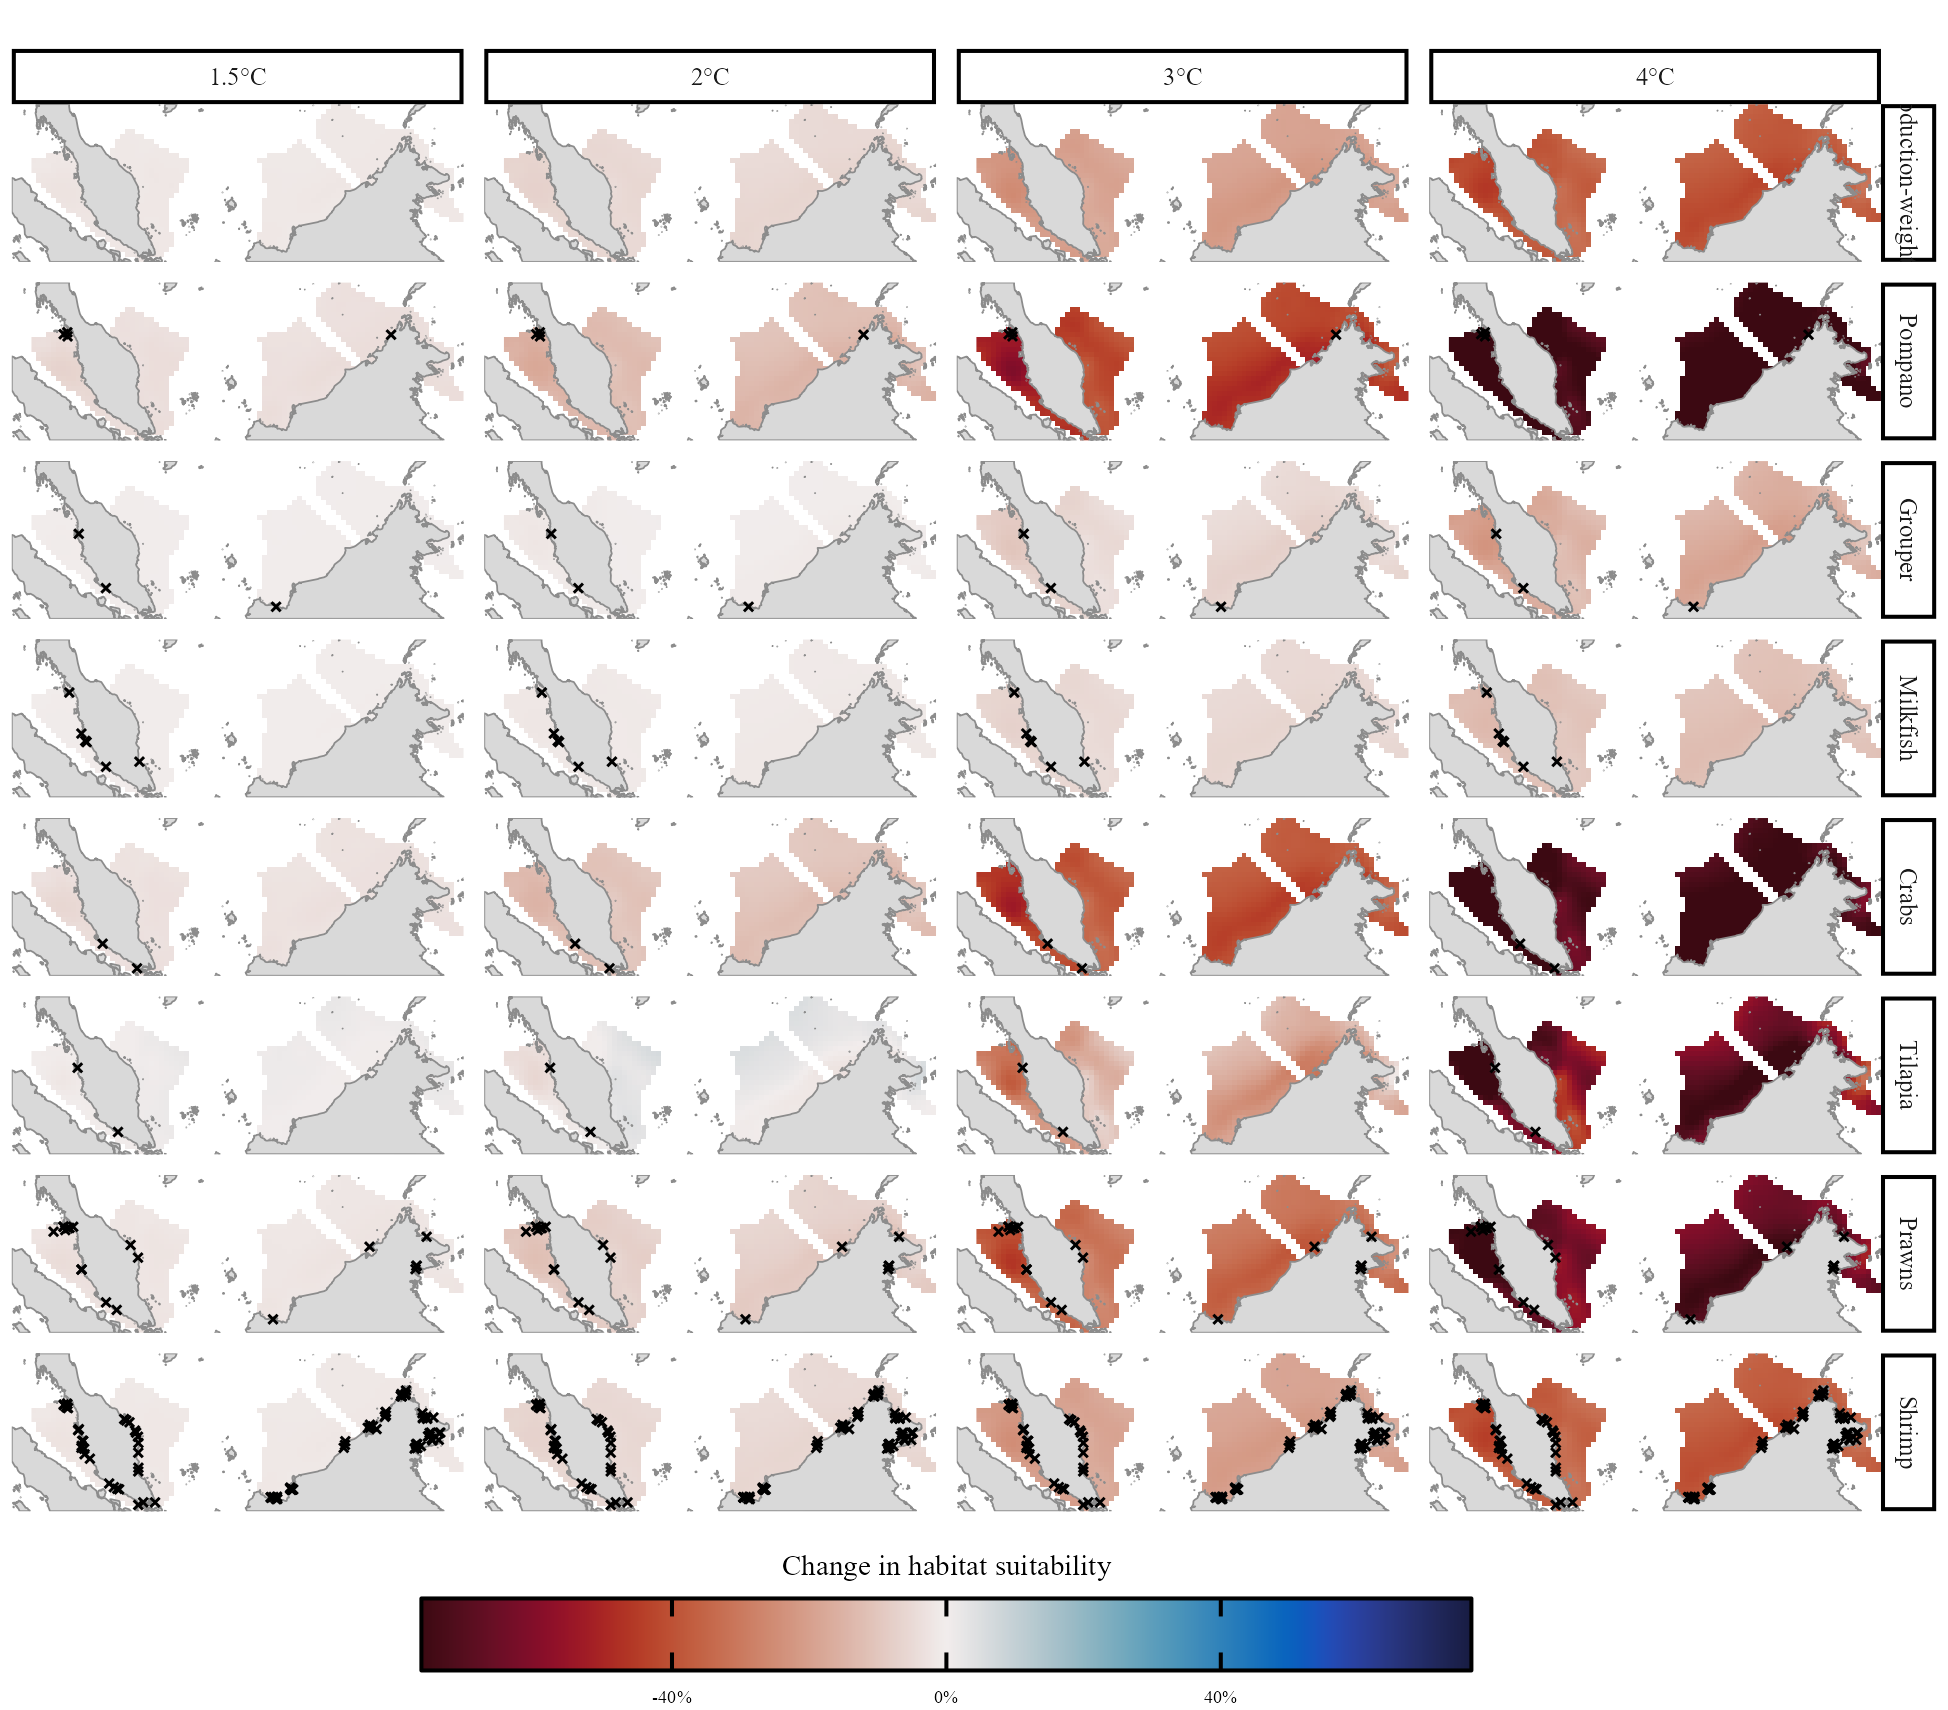 1.5°C
2°C
3°C
4°C
oduction-weigh
Pompano
Grouper
Milkfish
Crabs
Tilapia
Prawns
Shrimp
Change in habitat suitability
-40%
0%
40%